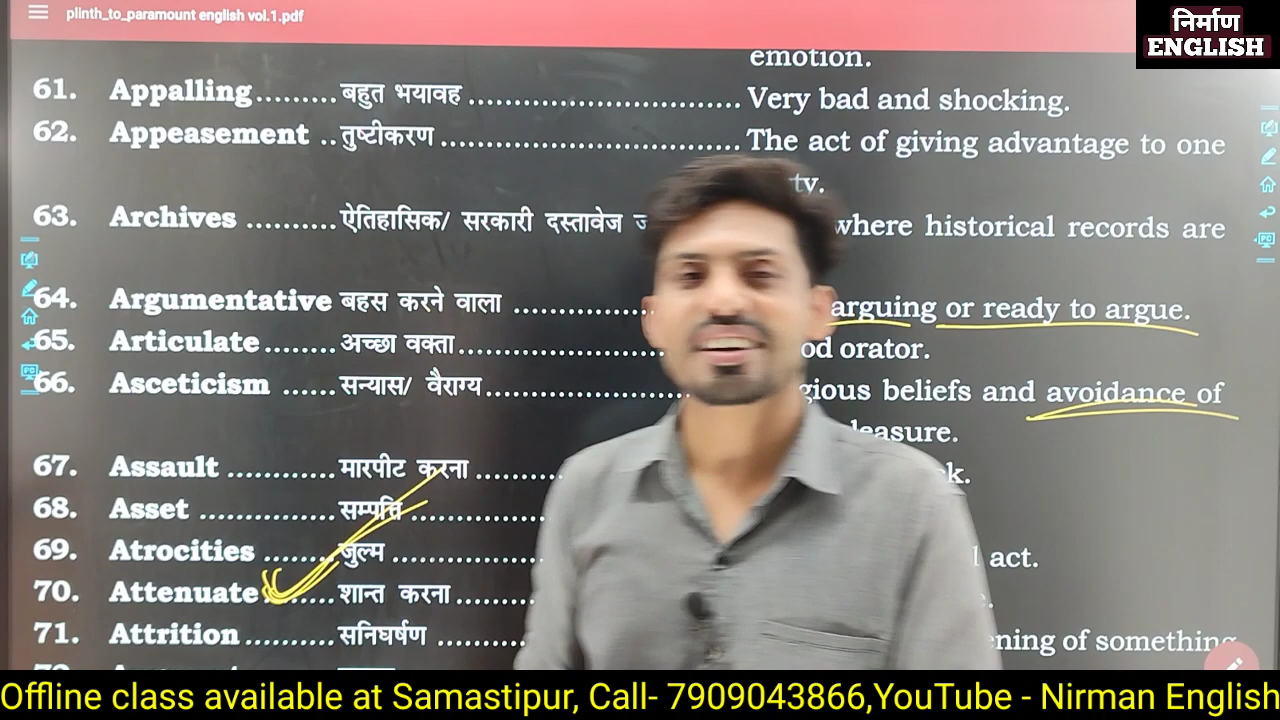 plinth_to_paramount english vol.1.pdf
निर्माण
ENGLISH
emotion.
61. Appalling.........बहुत भयावह ............................. Very bad and shocking.
62. Appeasement ..तुष्टीकरण ................................ The act of giving advantage to one
63. Archives ..........ऐतिहासिक/ सरकारी दस्तावेज where historical records are
64. Argumentative बहस करने वाला ............... arguing or ready to argue.
65. Articulate ........अच्छा वक्ता....................... orator.
66. Asceticism .......सन्यास/ वैराग्य...................... beliefs and avoidance of
67. Assault ............मारपीट करना .........
68. Asset ...............सम्पत्ति ..............
69. Atrocities ........जुल्म ................ act.
70. Attenuate .......शान्त करना .........
71. Attrition ..........सनिघर्षण ............ of something
Offline class available at Samastipur, Call- 7909043866,YouTube - Nirman English